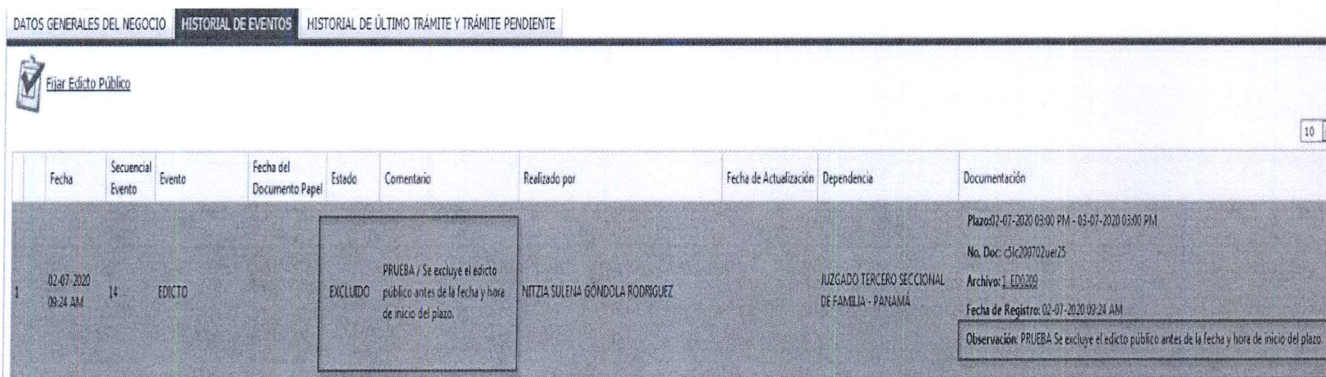 DATOS GENERALES DEL NEGOCIO HISTORIAL DE EVENTOS HISTORIAL DE ÚLTIMO TRÁMITE Y TRÁMITE PENDIENTE
Fijar Edicto Público
10
Fecha Secuencial Evento Evento Fecha del Documento Papel Estado Comentario Realizado por Fecha de Actualización Dependencia Documentación
1 02-07-2020 09:24 AM 14 EDICTO EXCLUIDO
PRUEBA / Se excluye el edicto
público antes de la fecha y hora
de inicio del plazo.
NITZIA SULENA GÓNDOLA RODRIGUEZ
JUZGADO TERCERO SECCIONAL
DE FAMILIA - PANAMÁ
Plazo:02-07-2020 03:00 PM - 03-07-2020 03:00 PM
No. Doc: c5lc200702uer25
Archivo: 1_ED0209
Fecha de Registro: 02-07-2020 09:24 AM
Observación: PRUEBA Se excluye el edicto público antes de la fecha y hora de inicio del plazo.